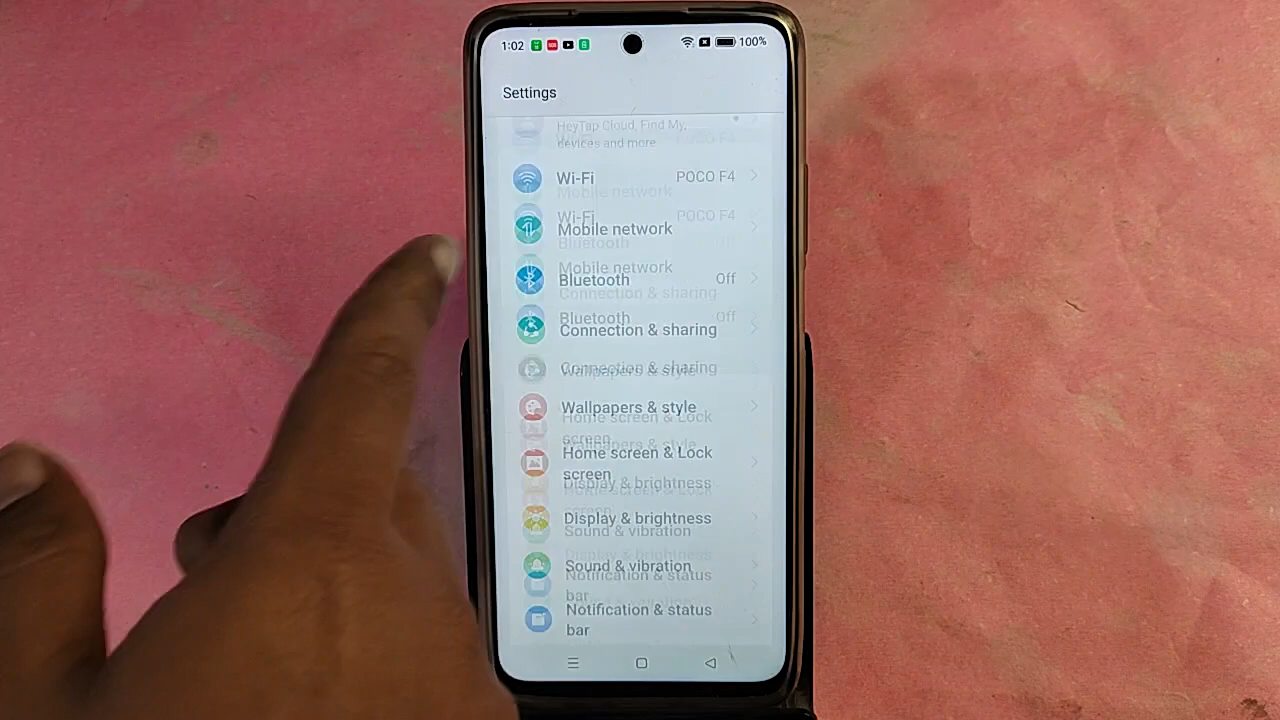 1:02 100%
Settings
HeyTap Cloud, Find My,
devices and more
Wi-Fi POCO F4
Mobile network
Bluetooth Off
Connection & sharing
Wallpapers & style
Home screen & Lock
screen
Display & brightness
Sound & vibration
Notification & status
bar